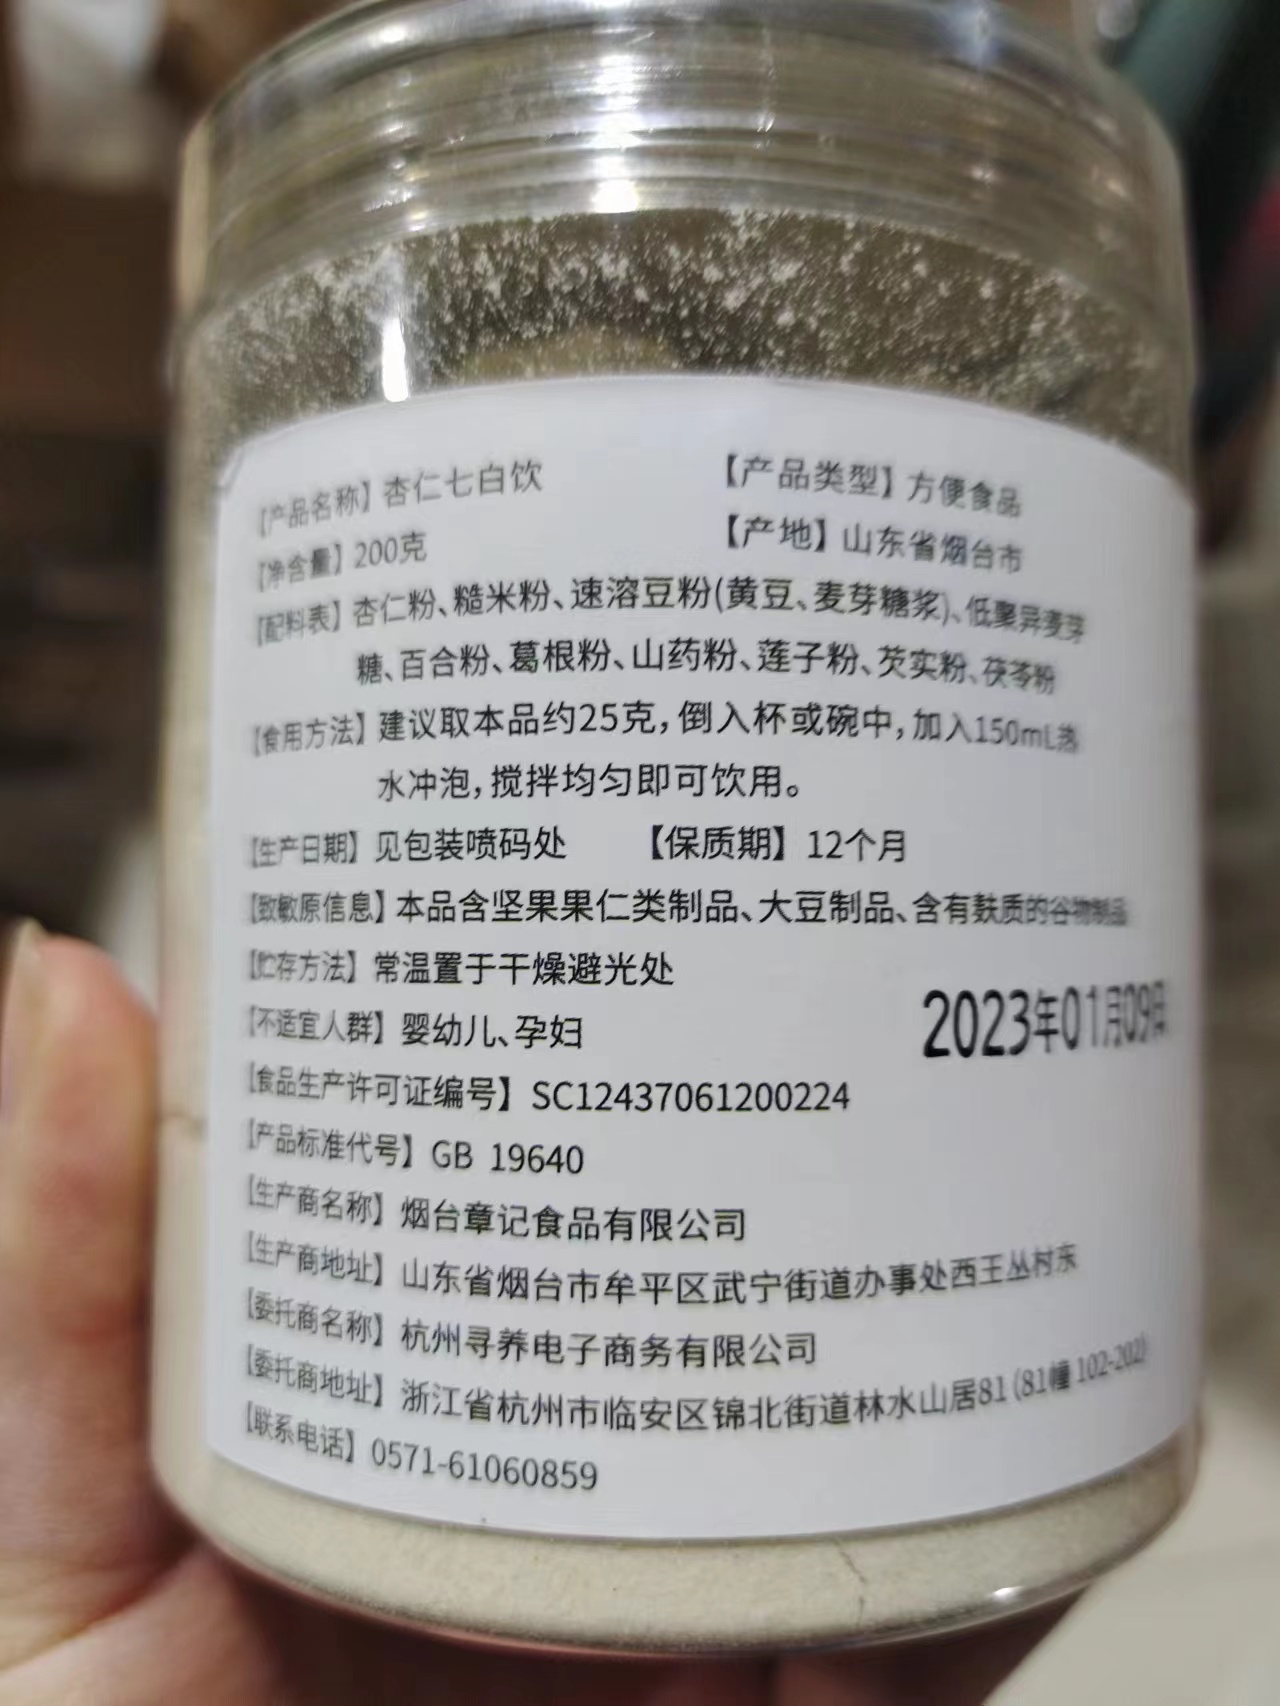 【产品名称】杏仁七白饮 【产品类型】方便食品
【净含量】200克 【产地】山东省烟台市
【配料表】杏仁粉、糙米粉、速溶豆粉(黄豆、麦芽糖浆)、低聚异麦芽
糖、百合粉、葛根粉、山药粉、莲子粉、芡实粉、茯苓粉
【食用方法】建议取本品约25克，倒入杯或碗中，加入150mL热
水冲泡，搅拌均匀即可饮用。
【生产日期】见包装喷码处 【保质期】12个月
【致敏原信息】本品含坚果果仁类制品、大豆制品、含有麸质的谷物制品
【贮存方法】常温置于干燥避光处
【不适宜人群】婴幼儿、孕妇
2023年01月09日
【食品生产许可证编号】SC12437061200224
【产品标准代号】GB 19640
【生产商名称】烟台章记食品有限公司
【生产商地址】山东省烟台市牟平区武宁街道办事处西王丛村东
【委托商名称】杭州寻养电子商务有限公司
【委托商地址】浙江省杭州市临安区锦北街道林水山居81(81幢102-202)
【联系电话】0571-61060859